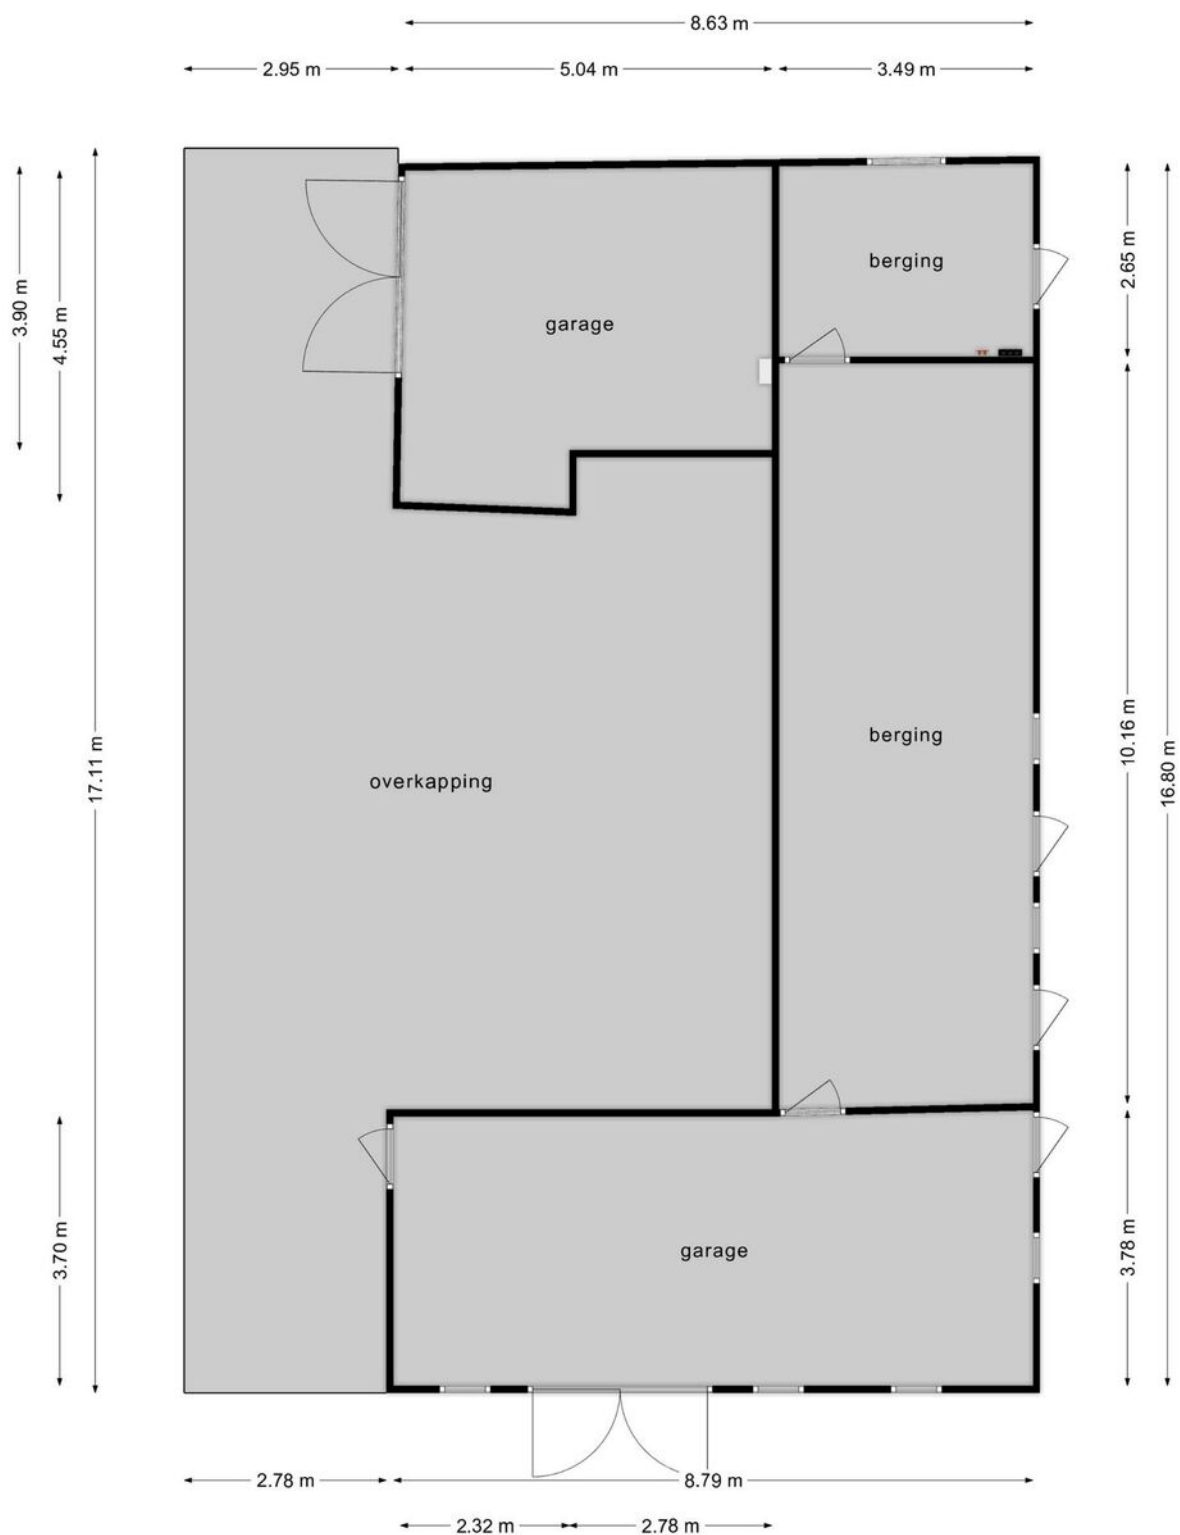 8.63 m
2.95 m
5.04 m
3.49 m
3.90 m
4.55 m
17.11 m
garage
berging
2.65 m
berging
10.16 m
16.80 m
overkapping
3.70 m
garage
3.78 m
2.78 m
8.79 m
2.32 m
2.78 m